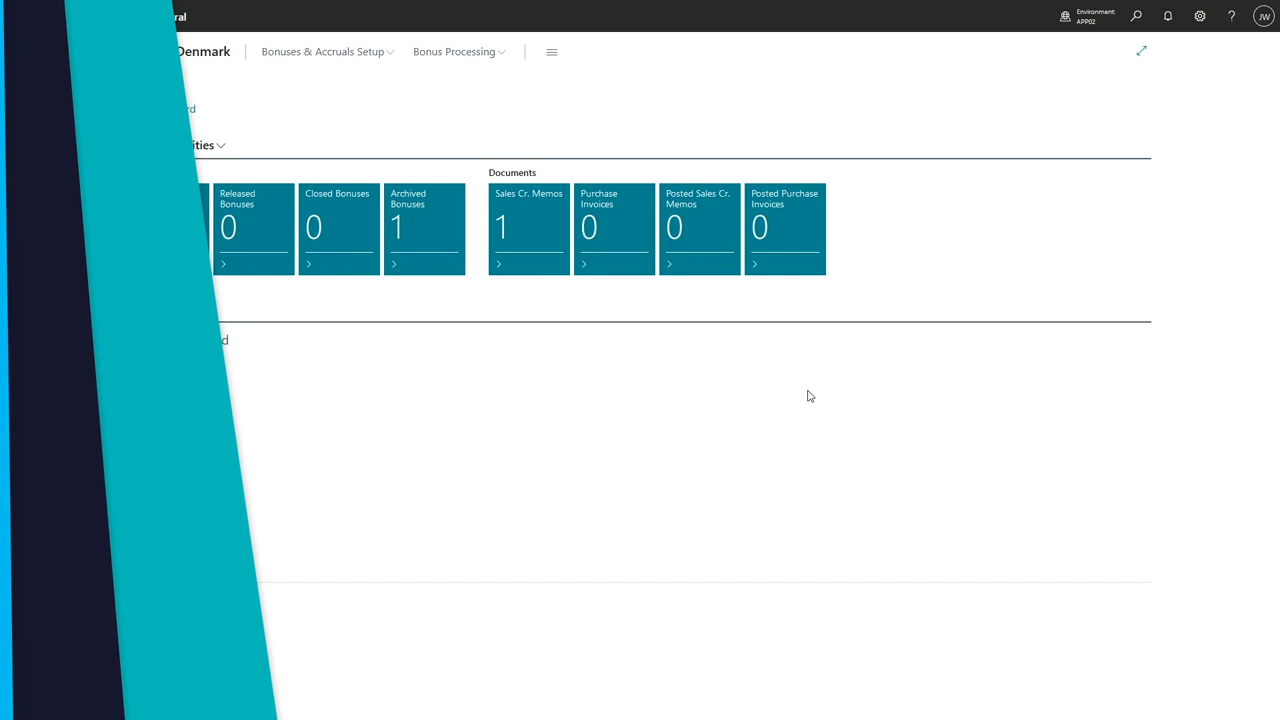 ral
Environment:
APP02
JW
Denmark
Bonuses & Accruals Setup
Bonus Processing
rd
ities
Documents
Released
Bonuses
0
Closed Bonuses
0
Archived
Bonuses
1
Sales Cr. Memos
1
Purchase
Invoices
0
Posted Sales Cr.
Memos
0
Posted Purchase
Invoices
0
d